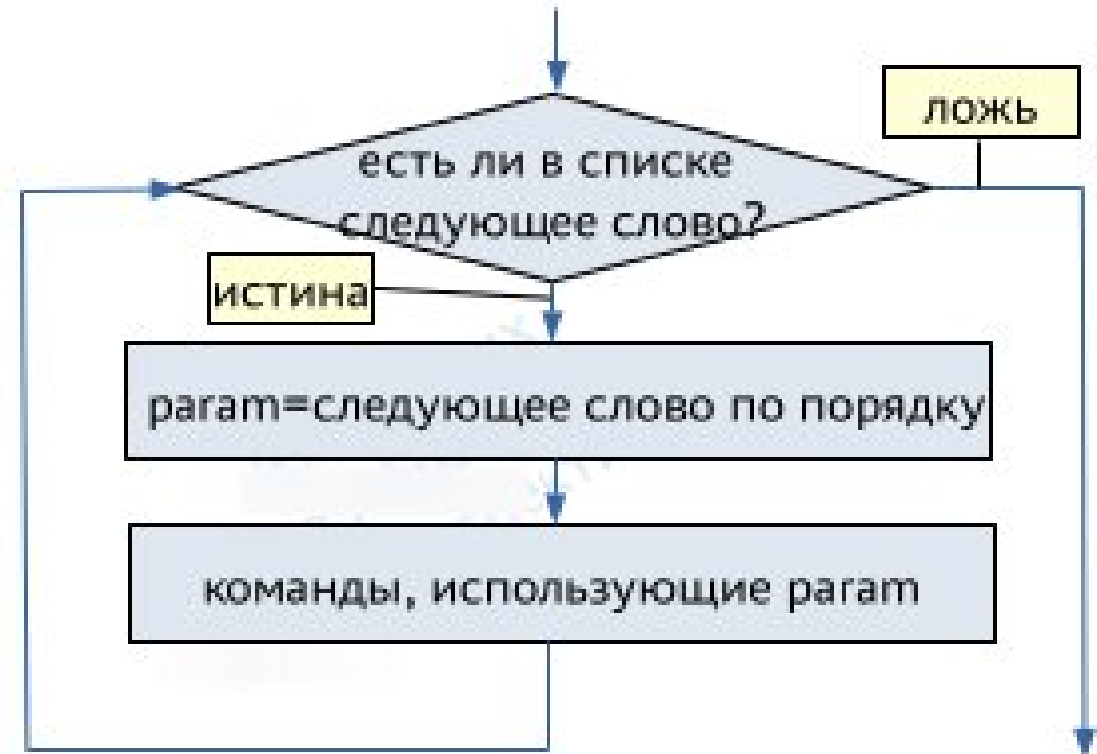 ложь
есть ли в списке
следующее слово?
истина
param=следующее слово по порядку
команды, использующие param